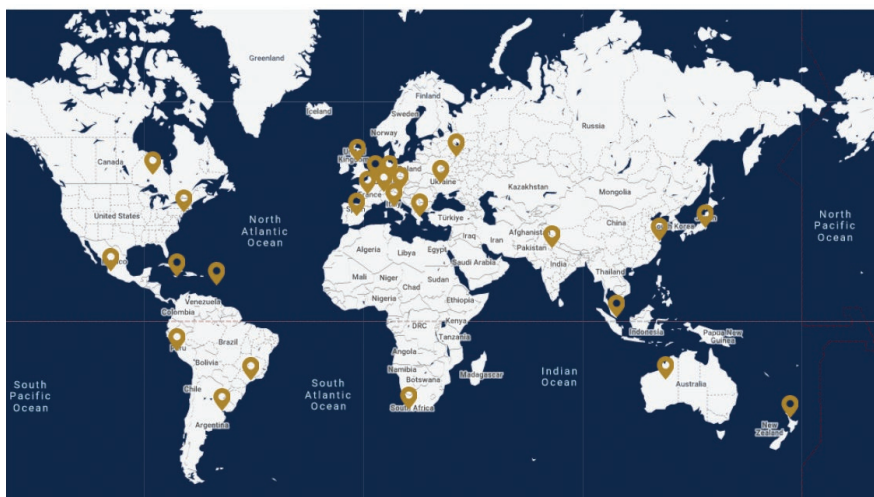 Greenland
Iceland
Finland
Sweden
Norway
Russia
Canada
Ukraine
Kazakhstan
Mongolia
United States
North
Atlantic
Ocean
Türkiye
China
North
Pacific
Ocean
Afghanistan
Iraq
Iran
Pakistan
Algeria
Libya
Egypt
Saudi Arabia
India
Mali
Niger
Chad
Sudan
Thailand
Venezuela
Colombia
Nigeria
Ethiopia
Kenya
DRC
Tanzania
Indonesia
Papua New
Guinea
Brazil
Bolivia
Angola
Namibia
Botswana
Madagascar
Indian
Ocean
South
Pacific
Ocean
Chile
South
Atlantic
Ocean
South Africa
Australia
Argentina
New
Zealand